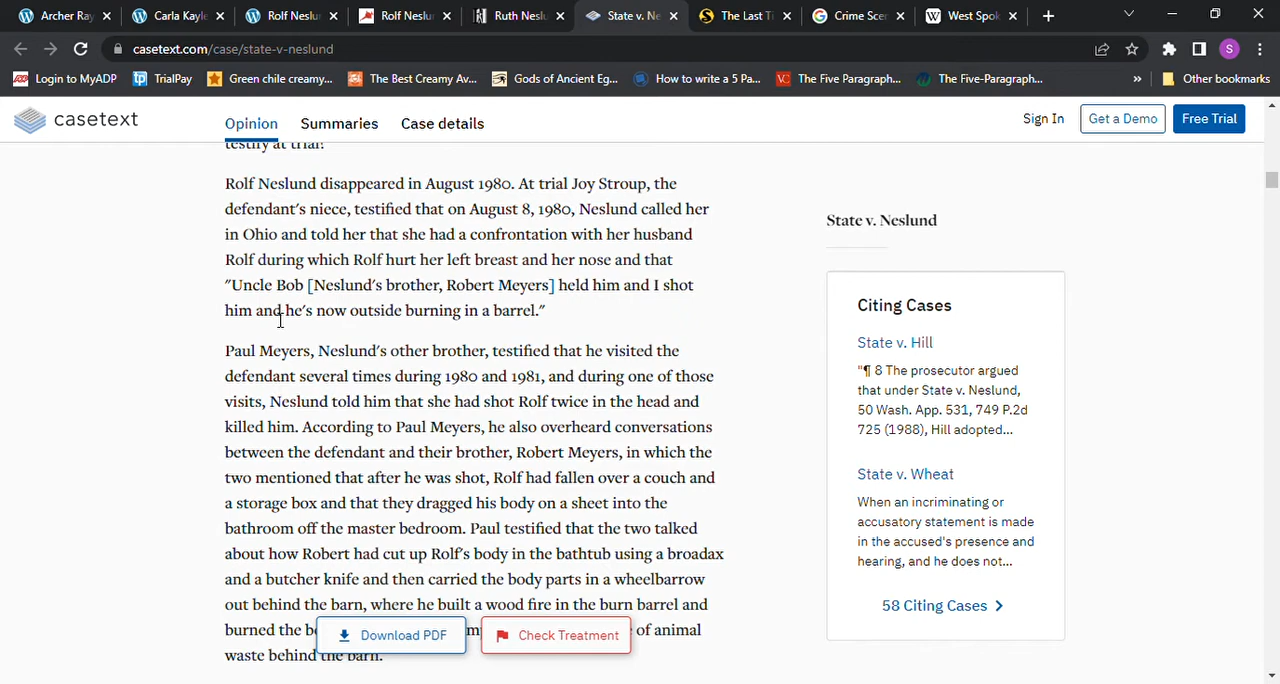 Archer Ray
Carla Kayle
Rolf Neslun
Rolf Neslu
Ruth Neslu
State v. Ne
The Last Ti
Crime Scen
West Spok
casetext.com/case/state-v-neslund
S
Login to MyADP
TrialPay
Green chile creamy...
The Best Creamy Av...
Gods of Ancient Eg...
How to write a 5 Pa...
The Five Paragraph...
The Five-Paragraph...
»
Other bookmarks
casetext
Opinion
Summaries
Case details
Sign In
Get a Demo
Free Trial
testify at trial?
Rolf Neslund disappeared in August 1980. At trial Joy Stroup, the
defendant's niece, testified that on August 8, 1980, Neslund called her
in Ohio and told her that she had a confrontation with her husband
Rolf during which Rolf hurt her left breast and her nose and that
"Uncle Bob [Neslund's brother, Robert Meyers] held him and I shot
him and he's now outside burning in a barrel."
Paul Meyers, Neslund's other brother, testified that he visited the
defendant several times during 1980 and 1981, and during one of those
visits, Neslund told him that she had shot Rolf twice in the head and
killed him. According to Paul Meyers, he also overheard conversations
between the defendant and their brother, Robert Meyers, in which the
two mentioned that after he was shot, Rolf had fallen over a couch and
a storage box and that they dragged his body on a sheet into the
bathroom off the master bedroom. Paul testified that the two talked
about how Robert had cut up Rolf's body in the bathtub using a broadax
and a butcher knife and then carried the body parts in a wheelbarrow
out behind the barn, where he built a wood fire in the burn barrel and
burned the of animal
waste behind the barn.
Download PDF
Check Treatment
State v. Neslund
Citing Cases
State v. Hill
"¶ 8 The prosecutor argued
that under State v. Neslund,
50 Wash. App. 531, 749 P.2d
725 (1988), Hill adopted...
State v. Wheat
When an incriminating or
accusatory statement is made
in the accused's presence and
hearing, and he does not...
58 Citing Cases